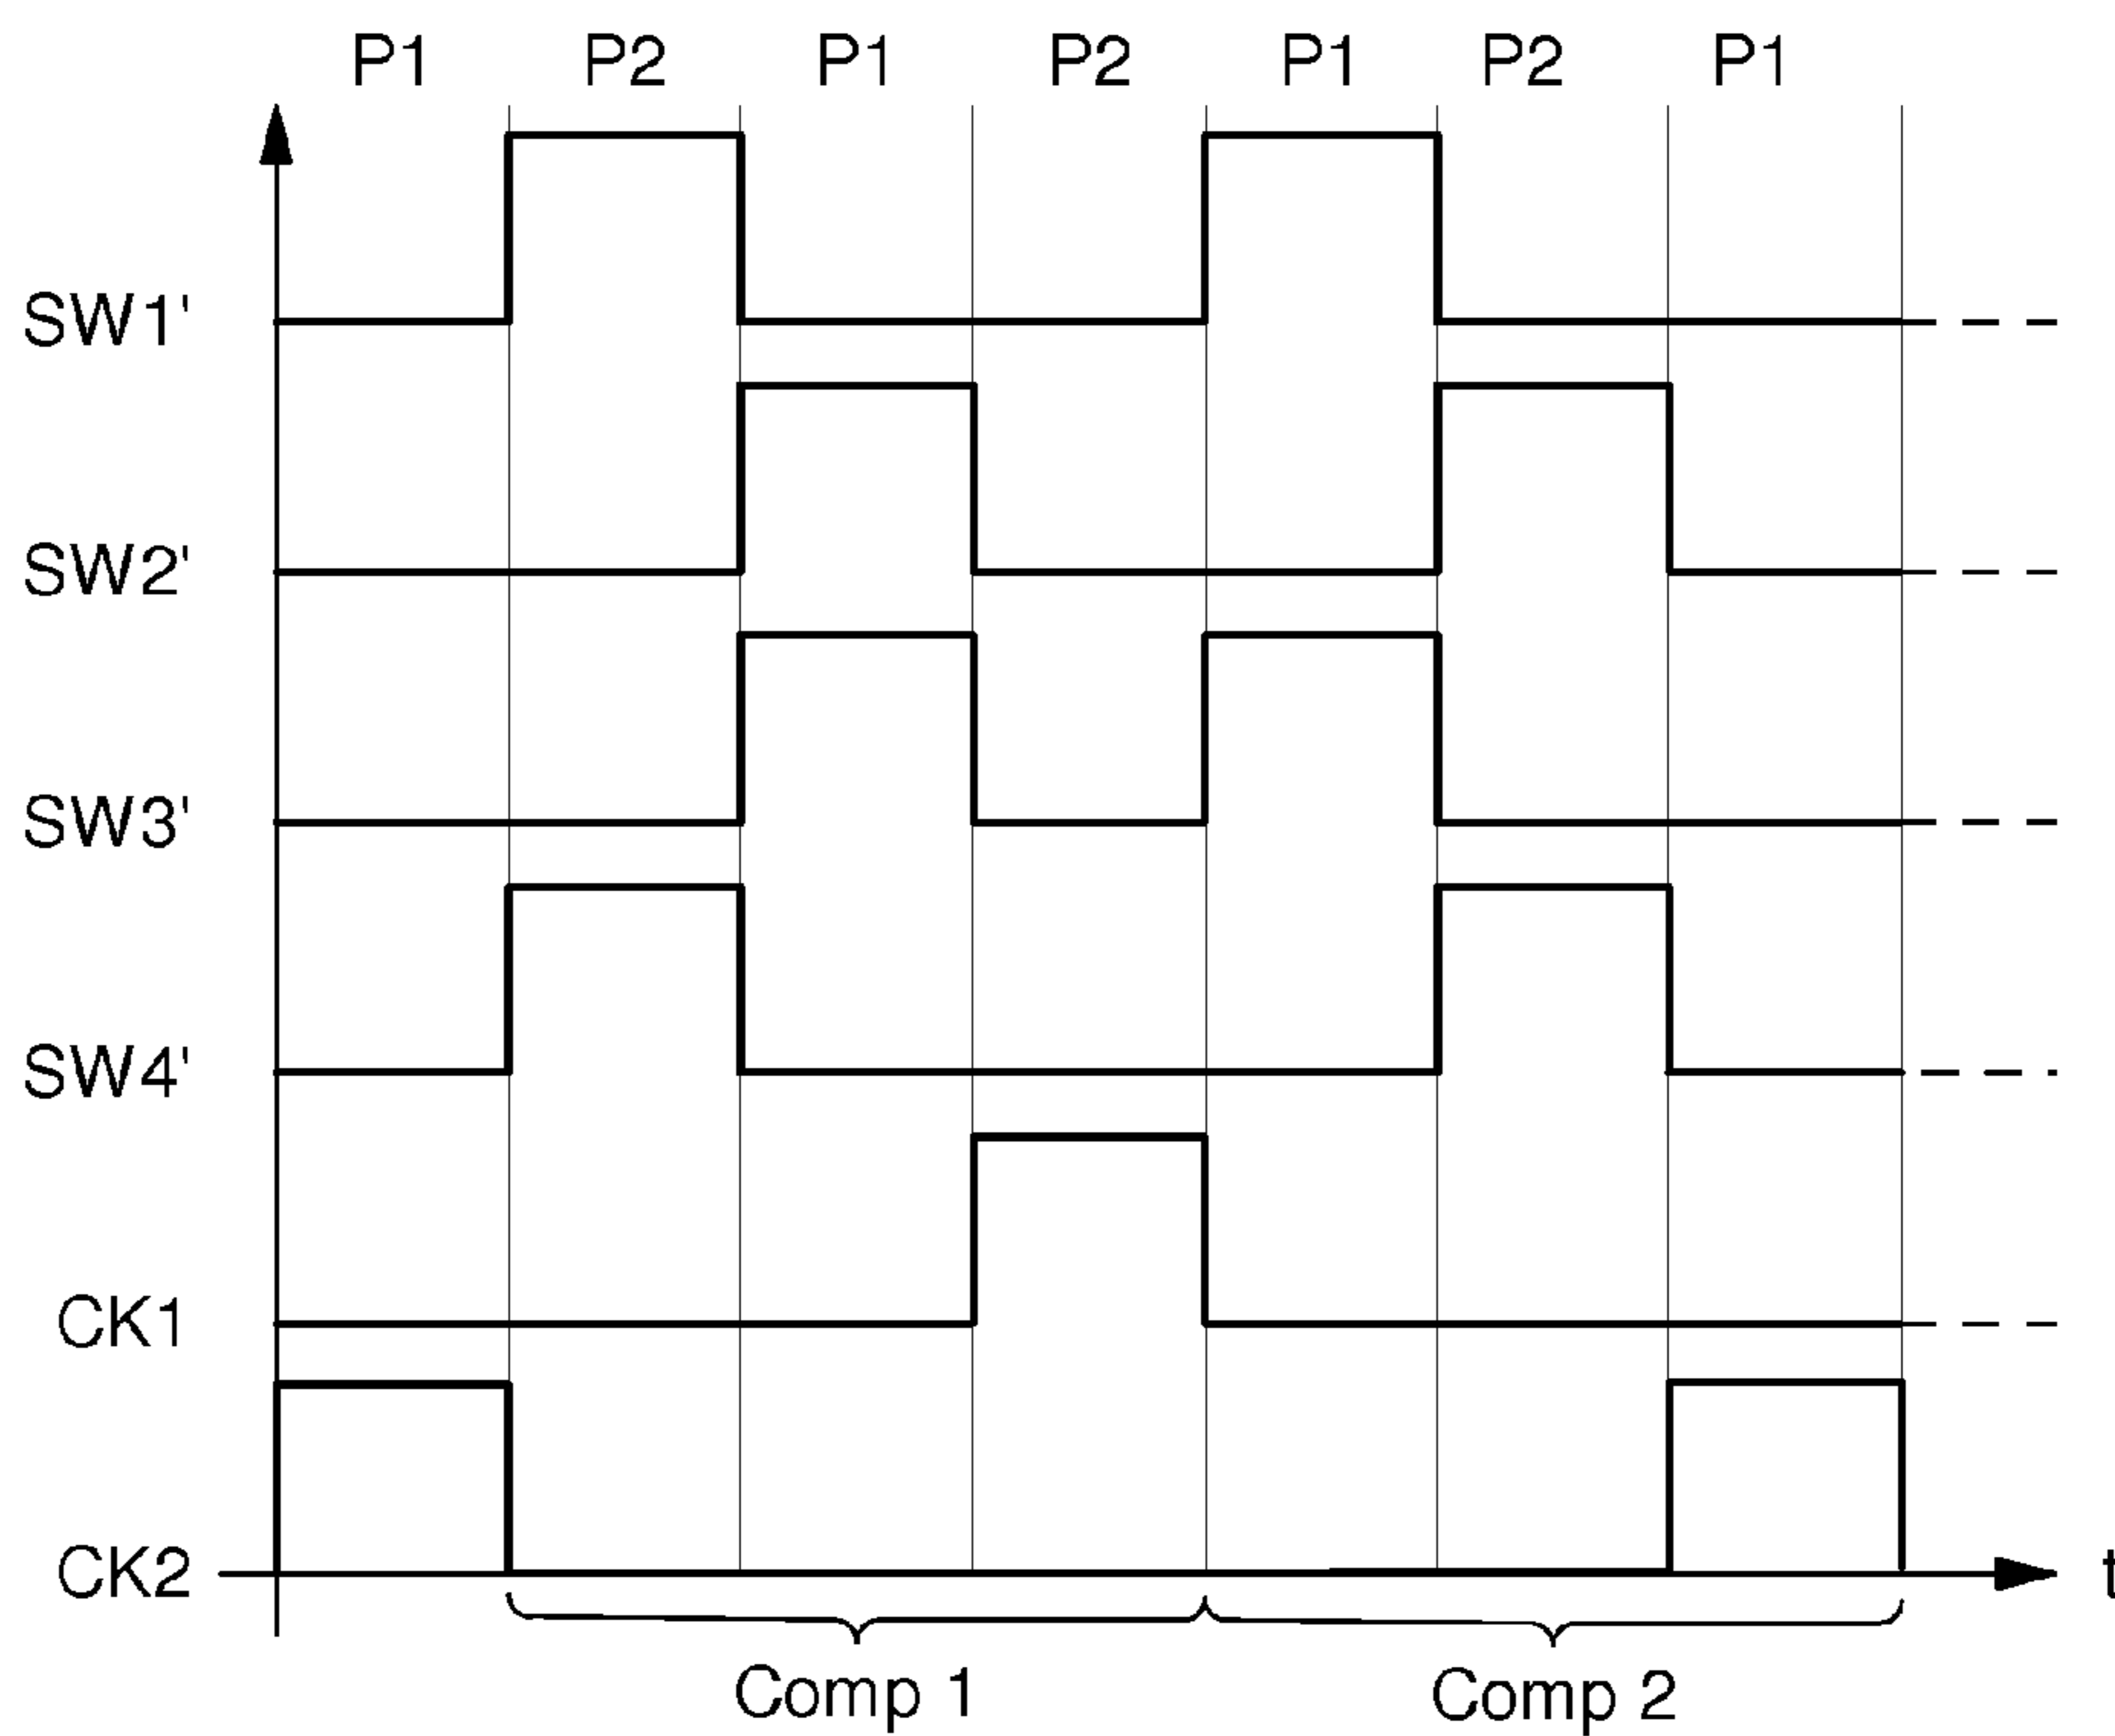 P1 P2 P1 P2 P1 P2 P1
SW1'
SW2'
SW3'
SW4'
CK1
CK2 t
Comp 1 Comp 2